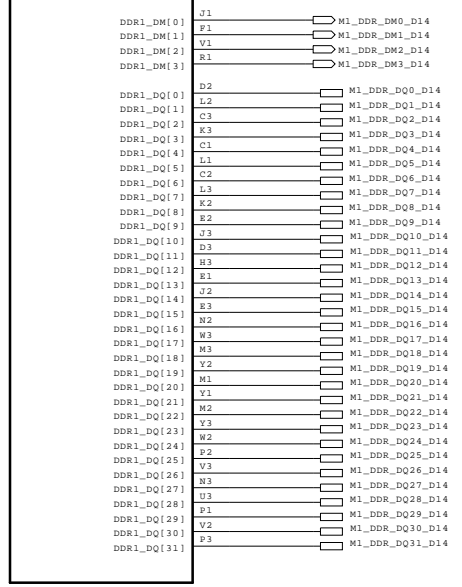 DDR1_DM[0] J1 M1_DDR_DM0_D14
DDR1_DM[1] F1 M1_DDR_DM1_D14
DDR1_DM[2] V1 M1_DDR_DM2_D14
DDR1_DM[3] R1 M1_DDR_DM3_D14
DDR1_DQ[0] D2 M1_DDR_DQ0_D14
DDR1_DQ[1] L2 M1_DDR_DQ1_D14
DDR1_DQ[2] C3 M1_DDR_DQ2_D14
DDR1_DQ[3] K3 M1_DDR_DQ3_D14
DDR1_DQ[4] C1 M1_DDR_DQ4_D14
DDR1_DQ[5] L1 M1_DDR_DQ5_D14
DDR1_DQ[6] C2 M1_DDR_DQ6_D14
DDR1_DQ[7] L3 M1_DDR_DQ7_D14
DDR1_DQ[8] K2 M1_DDR_DQ8_D14
DDR1_DQ[9] E2 M1_DDR_DQ9_D14
DDR1_DQ[10] J3 M1_DDR_DQ10_D14
DDR1_DQ[11] D3 M1_DDR_DQ11_D14
DDR1_DQ[12] H3 M1_DDR_DQ12_D14
DDR1_DQ[13] E1 M1_DDR_DQ13_D14
DDR1_DQ[14] J2 M1_DDR_DQ14_D14
DDR1_DQ[15] E3 M1_DDR_DQ15_D14
DDR1_DQ[16] N2 M1_DDR_DQ16_D14
DDR1_DQ[17] W3 M1_DDR_DQ17_D14
DDR1_DQ[18] M3 M1_DDR_DQ18_D14
DDR1_DQ[19] Y2 M1_DDR_DQ19_D14
DDR1_DQ[20] M1 M1_DDR_DQ20_D14
DDR1_DQ[21] Y1 M1_DDR_DQ21_D14
DDR1_DQ[22] M2 M1_DDR_DQ22_D14
DDR1_DQ[23] Y3 M1_DDR_DQ23_D14
DDR1_DQ[24] W2 M1_DDR_DQ24_D14
DDR1_DQ[25] P2 M1_DDR_DQ25_D14
DDR1_DQ[26] V3 M1_DDR_DQ26_D14
DDR1_DQ[27] N3 M1_DDR_DQ27_D14
DDR1_DQ[28] U3 M1_DDR_DQ28_D14
DDR1_DQ[29] P1 M1_DDR_DQ29_D14
DDR1_DQ[30] V2 M1_DDR_DQ30_D14
DDR1_DQ[31] P3 M1_DDR_DQ31_D14